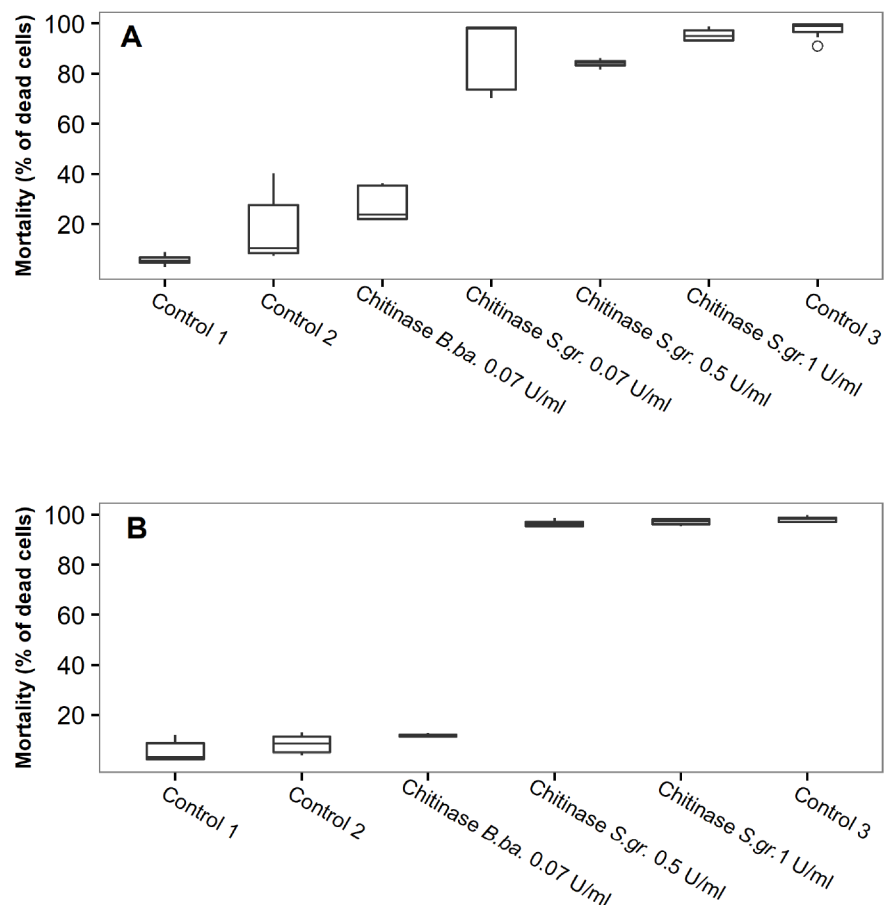 A
Mortality (% of dead cells)
100
80
60
40
20
Control 1
Control 2
Chitinase B.ba. 0.07 U/ml
Chitinase S.gr. 0.07 U/ml
Chitinase S.gr. 0.5 U/ml
Chitinase S.gr.1 U/ml
Control 3
B
Mortality (% of dead cells)
100
80
60
40
20
Control 1
Control 2
Chitinase B.ba. 0.07 U/ml
Chitinase S.gr. 0.5 U/ml
Chitinase S.gr.1 U/ml
Control 3